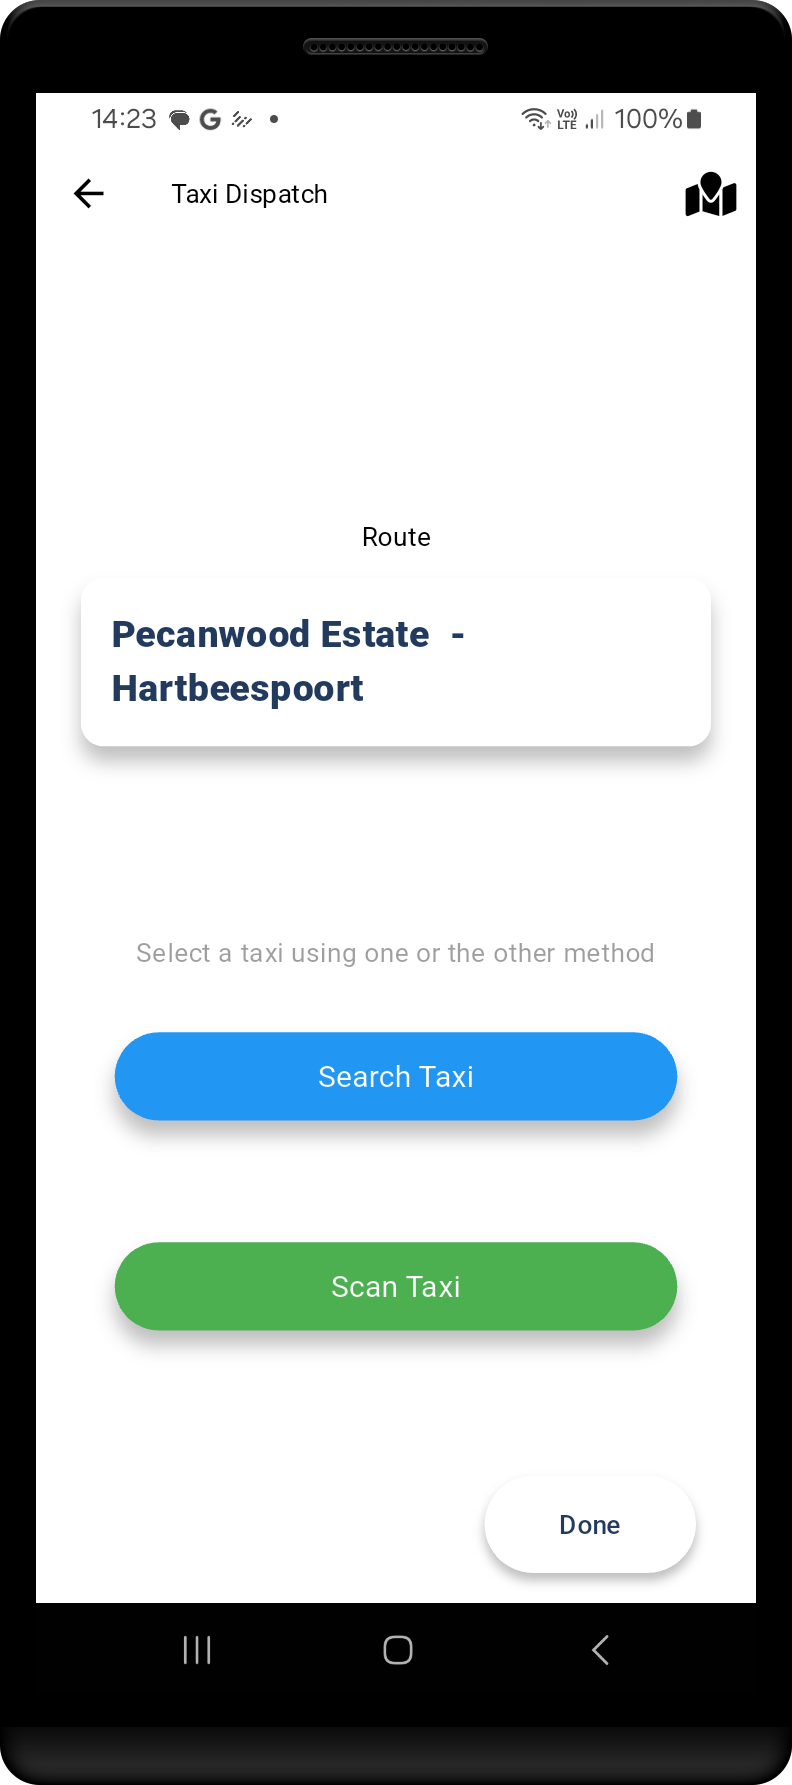 14:23
Vo)) LTE
100%
Taxi Dispatch
Route
Pecanwood Estate  -
Hartbeespoort
Select a taxi using one or the other method
Search Taxi
Scan Taxi
Done